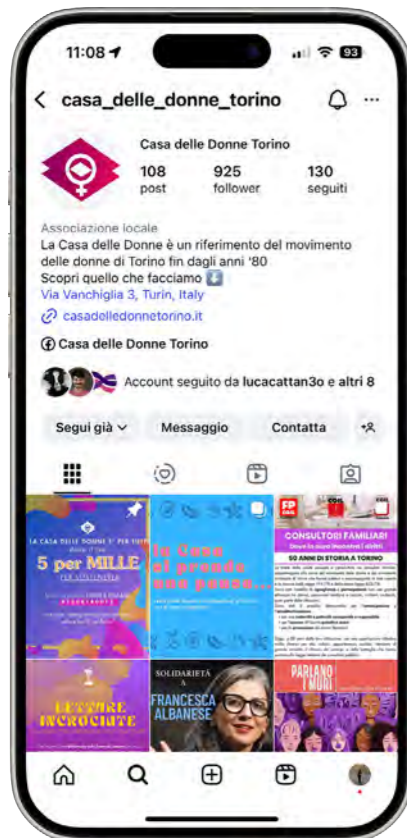 11:08
93
casa_delle_donne_torino
Casa delle Donne Torino
108
925
130
post
follower
seguiti
Associazione locale
La Casa delle Donne è un riferimento del movimento
delle donne di Torino fin dagli anni '80
Scopri quello che facciamo
Via Vanchiglia 3, Turin, Italy
casadelledonnetorino.it
Casa delle Donne Torino
Account seguito da lucacattan3o e altri 8
Segui già
Messaggio
Contatta
LA CASA DELLE DONNE
5 per MILLE
la Casa
si prende
una pausa...
FP
CGIL
CONSULTORI FAMILIARI
50 ANNI DI STORIA A TORINO
LETTURE
INCROCIATE
SOLIDARIETÀ
A
FRANCESCA
ALBANESE
PARLANO
I MURI